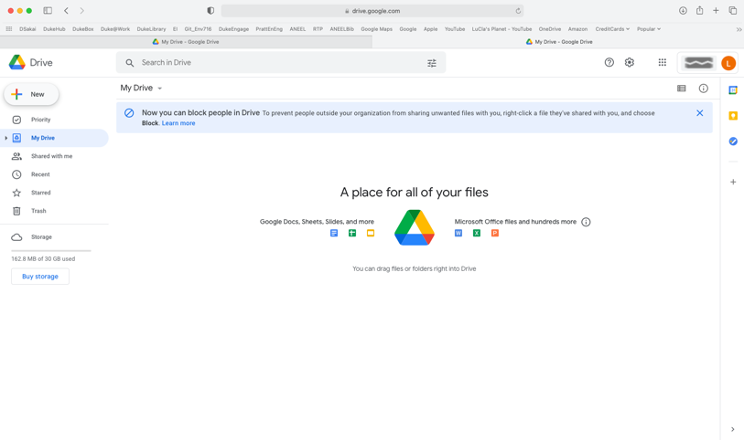 drive.google.com
DSakai DukeHub DukeBox Duke@Work DukeLibrary DukeEngage PrattEnEng ANEEL RTP ANEELBib Google Maps Google Apple YouTube LuCla's Planet - YouTube OneDrive Amazon CreditCards Popular
My Drive - Google Drive My Drive - Google Drive
Drive Search in Drive L
New My Drive
Now you can block people in Drive To prevent people outside your organization from sharing unwanted files with you, right-click a file they've shared with you, and choose
Block. Learn more
Priority
My Drive
Shared with me
Recent
Starred
Trash
Storage
162.8 MB of 30 GB used
Buy storage
A place for all of your files
Google Docs, Sheets, Slides, and more Microsoft Office files and hundreds more
W X P
You can drag files or folders right into Drive